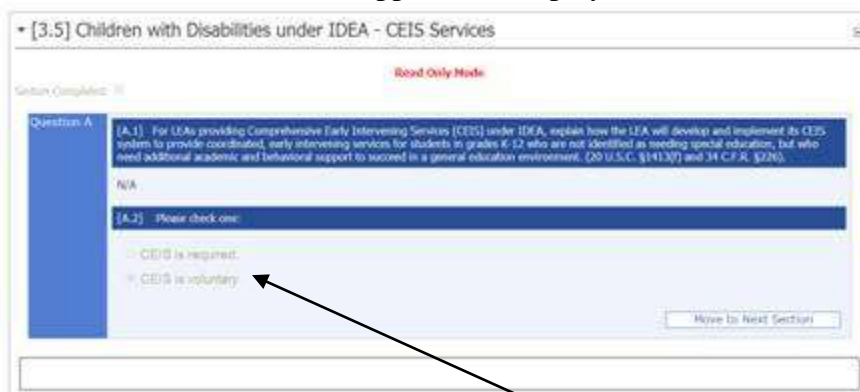 [3.5] Children with Disabilities under IDEA - CEIS Services
Read Only Mode
Section Completed:
Question A
[A.1] For LEAs providing Comprehensive Early Intervening Services (CEIS) under IDEA, explain how the LEA will develop and implement its CEIS
system to provide coordinated, early intervening services for students in grades K-12 who are not identified as needing special education, but who
need additional academic and behavioral support to succeed in a general education environment. (20 U.S.C. §1413(f) and 34 C.F.R. §226).
N/A
[A.2] Please check one:
CEIS is required.
CEIS is voluntary
Move to Next Section